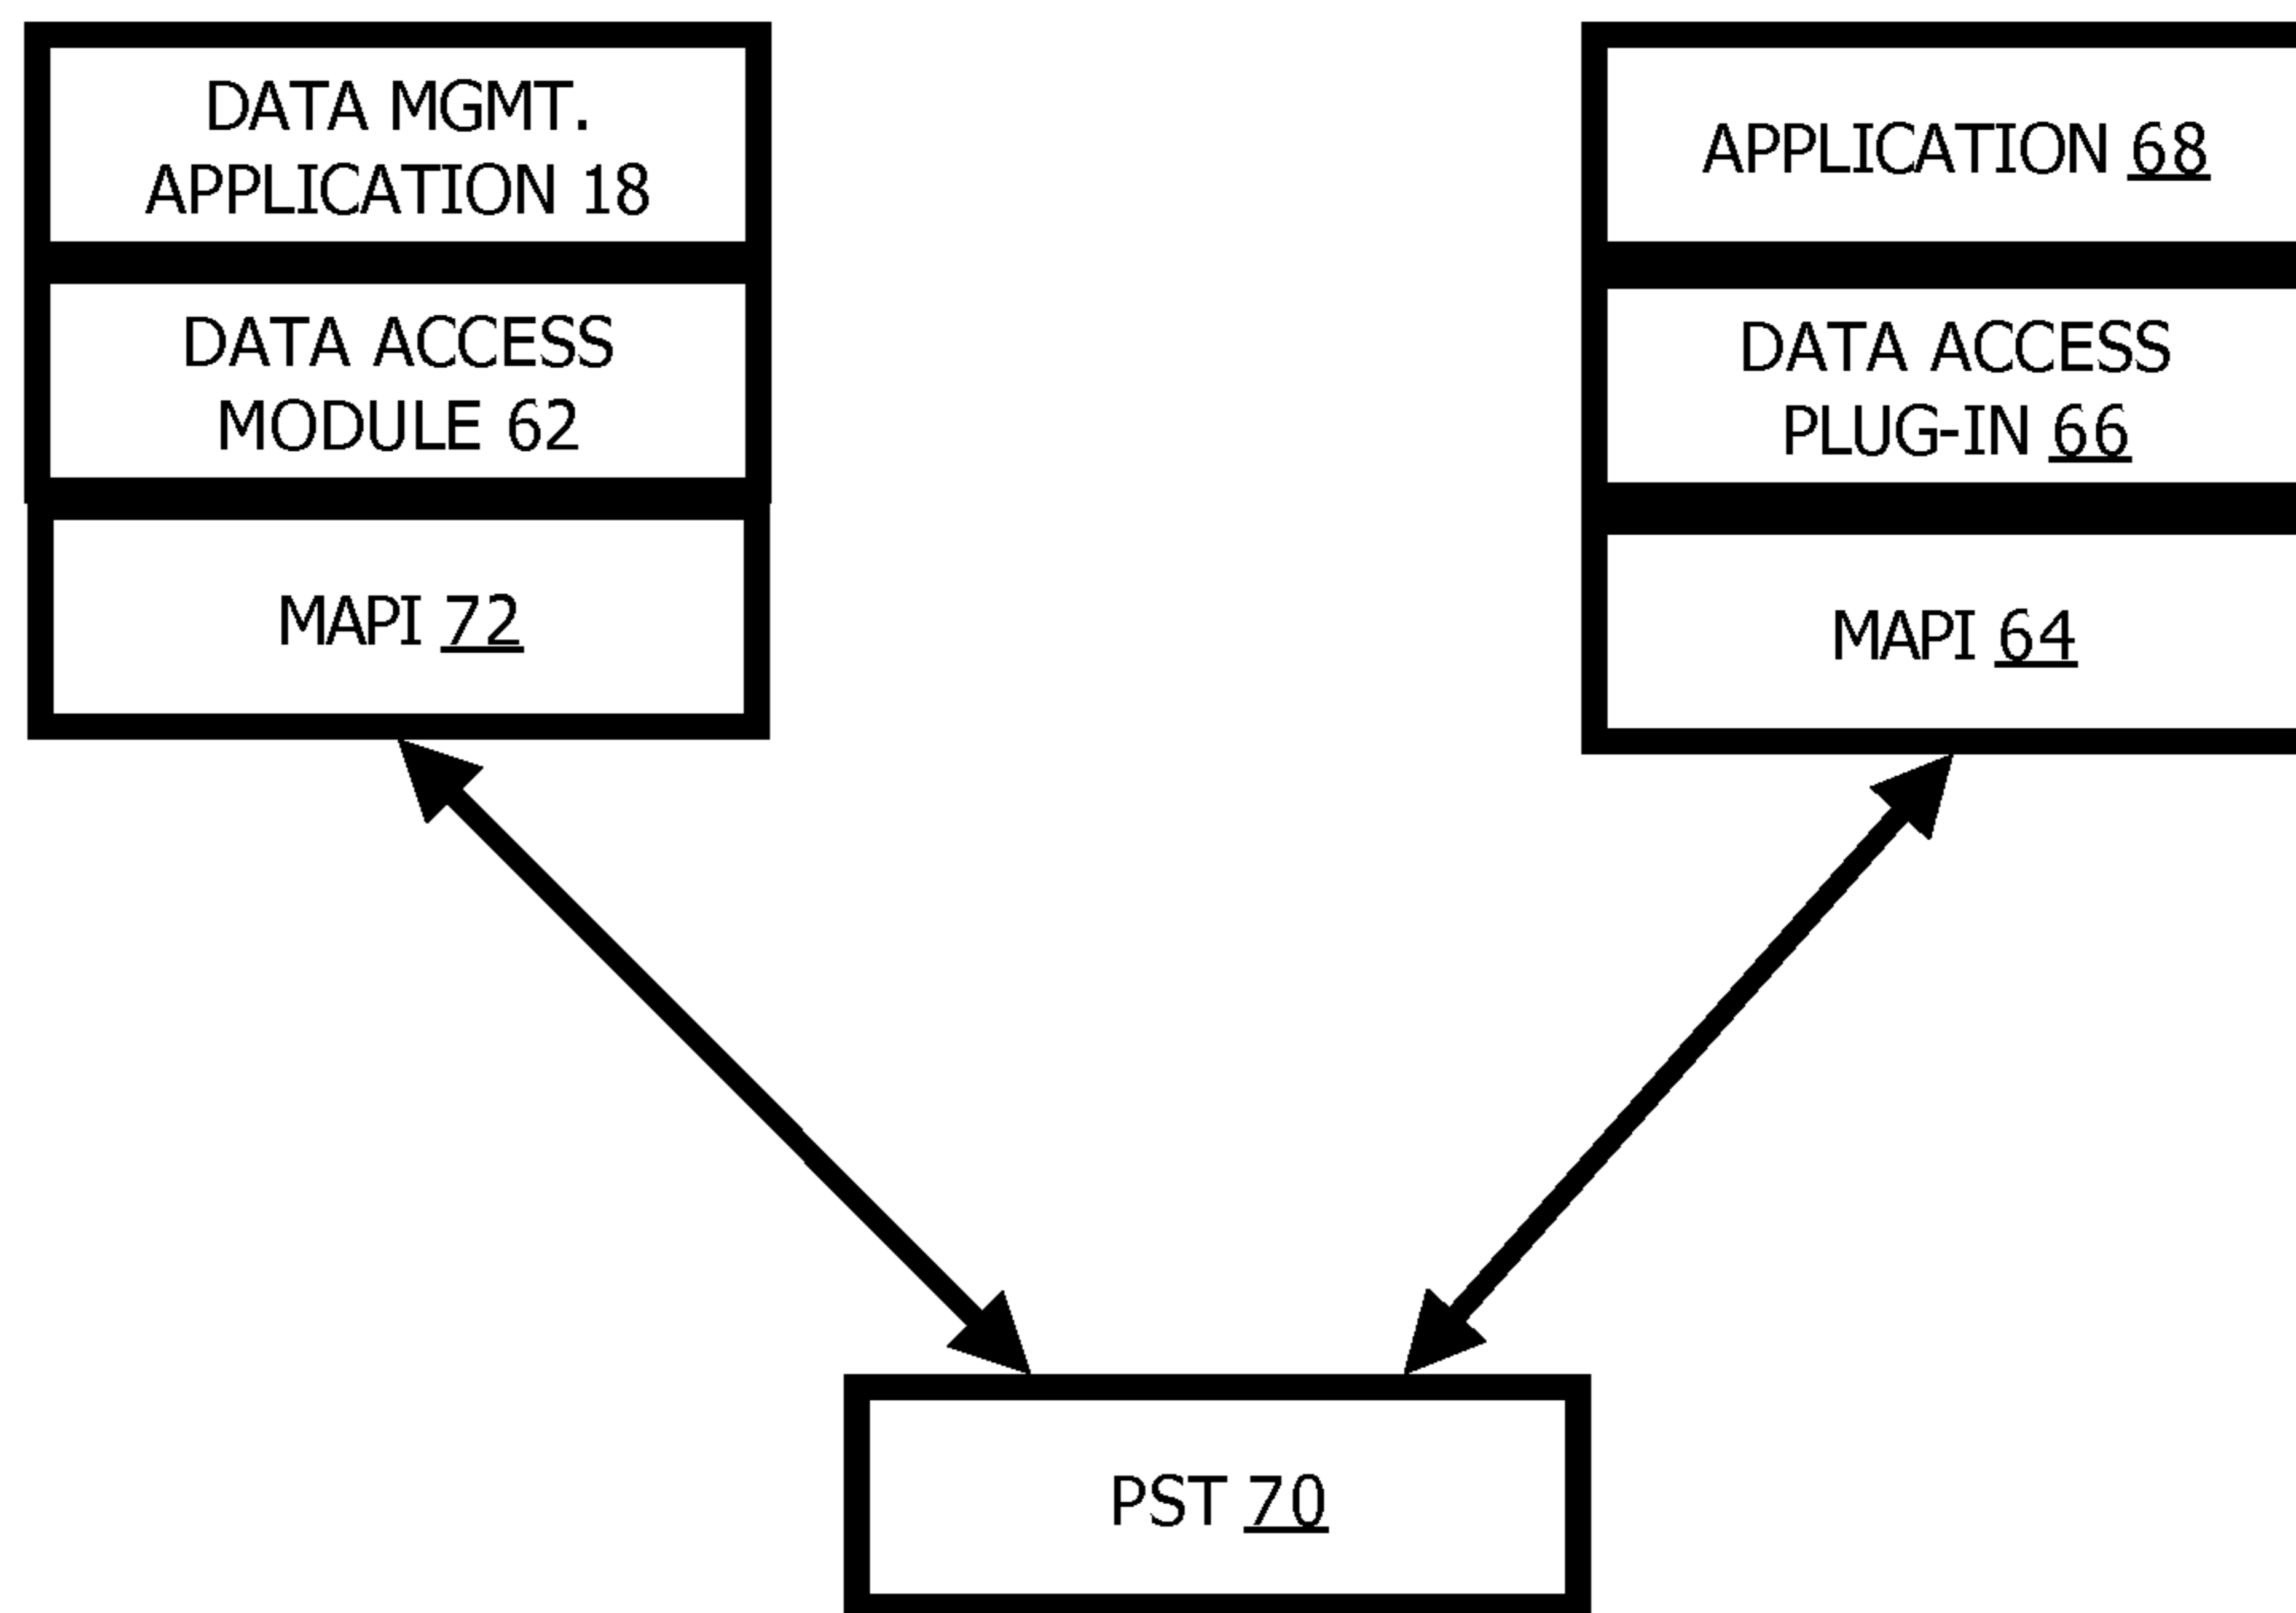 DATA MGMT.
APPLICATION 18
DATA ACCESS
MODULE 62
MAPI 72
APPLICATION 68
DATA ACCESS
PLUG-IN 66
MAPI 64
PST 70